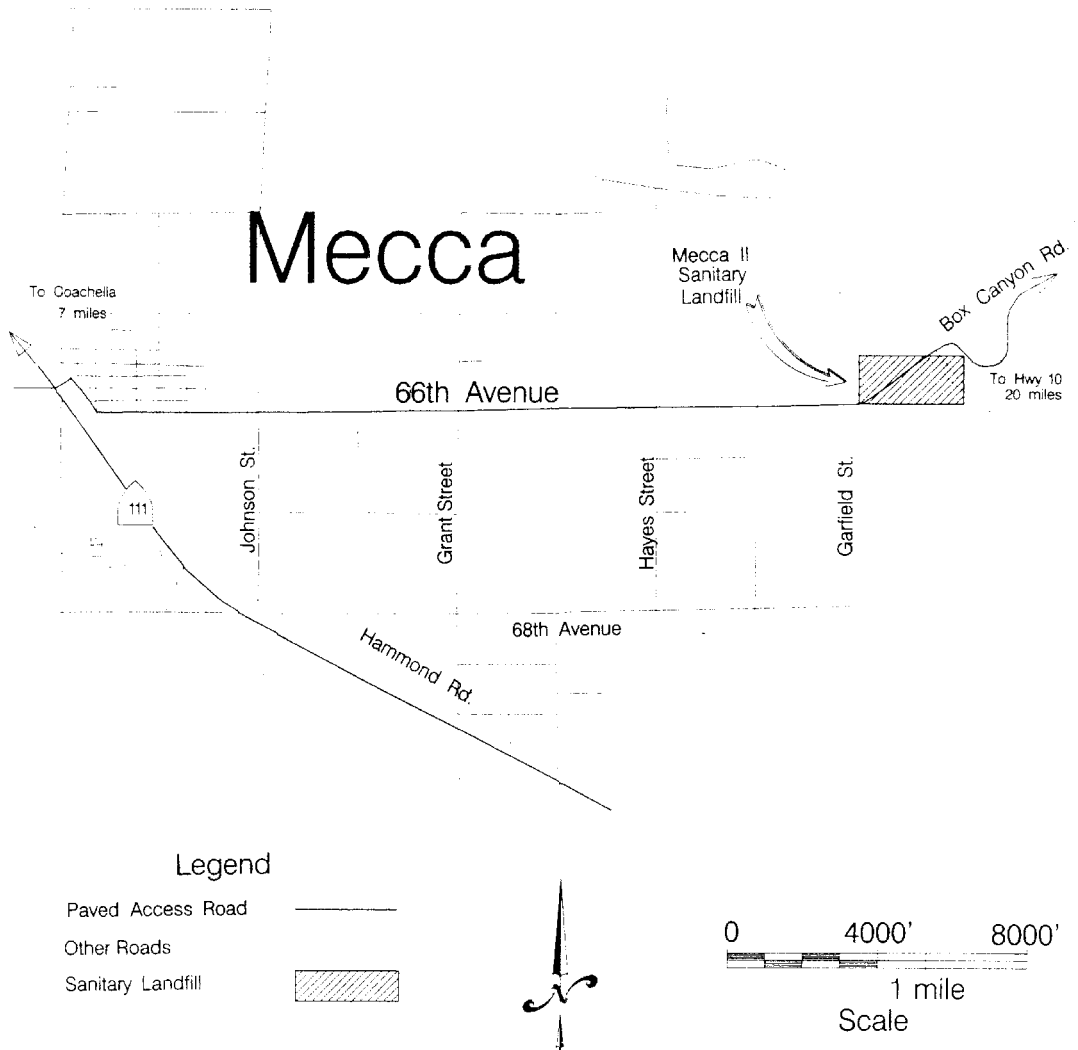 Mecca
To Coachella
7 miles
Mecca II
Sanitary
Landfill
Box Canyon Rd.
To Hwy 10
20 miles
66th Avenue
111
Johnson St.
Grant Street
Hayes Street
Garfield St.
68th Avenue
Hammond Rd.
Legend
Paved Access Road
Other Roads
Sanitary Landfill
0 4000' 8000'
1 mile
Scale